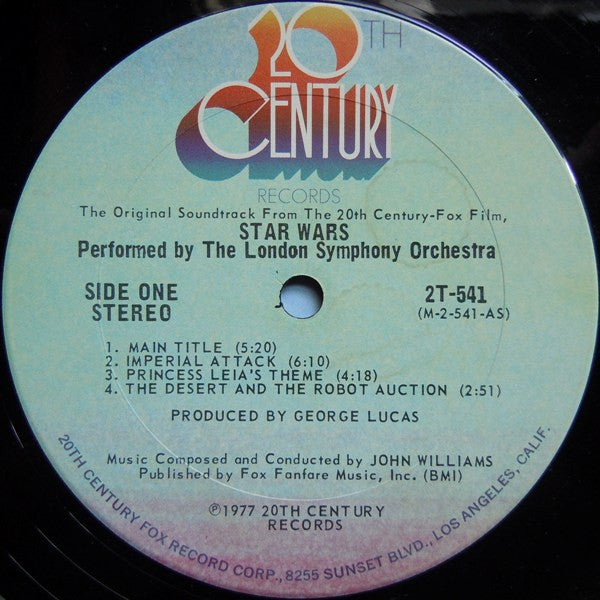 20TH
CENTURY
RECORDS
The Original Soundtrack From The 20th Century-Fox Film,
STAR WARS
Performed by The London Symphony Orchestra
SIDE ONE
STEREO
2T-541
(M-2-541-AS)
1. MAIN TITLE (5:20)
2. IMPERIAL ATTACK (6:10)
3. PRINCESS LEIA'S THEME (4:18)
4. THE DESERT AND THE ROBOT AUCTION (2:51)
PRODUCED BY GEORGE LUCAS
Music Composed and Conducted by JOHN WILLIAMS
Published by Fox Fanfare Music, Inc. (BMI)
℗1977 20TH CENTURY
RECORDS
20TH CENTURY FOX RECORD CORP., 8255 SUNSET BLVD., LOS ANGELES, CALIF.